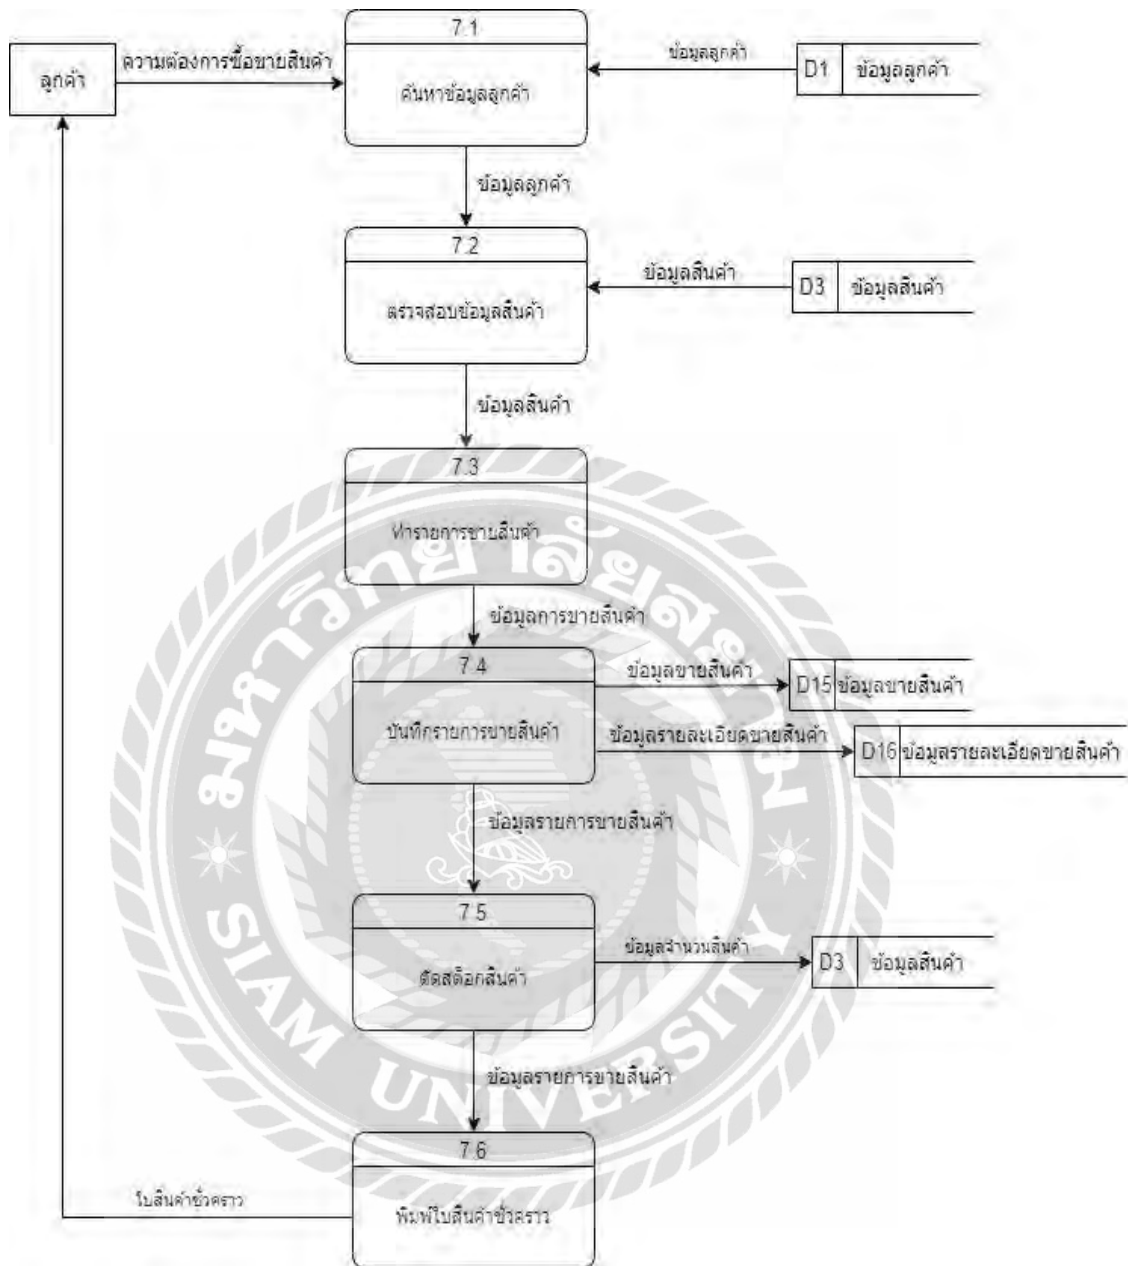 7.1
ลูกค้า
ความต้องการซื้อขายสินค้า
ค้นหาข้อมูลลูกค้า
ข้อมูลลูกค้า
D1 ข้อมูลลูกค้า
ข้อมูลลูกค้า
7.2
ตรวจสอบข้อมูลสินค้า
ข้อมูลสินค้า
D3 ข้อมูลสินค้า
ข้อมูลสินค้า
7.3
ทำรายการขายสินค้า
ข้อมูลการขายสินค้า
7.4
บันทึกรายการขายสินค้า
ข้อมูลขายสินค้า
D15 ข้อมูลขายสินค้า
ข้อมูลรายละเอียดขายสินค้า
D16 ข้อมูลรายละเอียดขายสินค้า
ข้อมูลรายการขายสินค้า
7.5
ตัดสต็อกสินค้า
ข้อมูลจำนวนสินค้า
D3 ข้อมูลสินค้า
ข้อมูลรายการขายสินค้า
7.6
พิมพ์ใบสินค้าชั่วคราว
ใบสินค้าชั่วคราว
มหาวิทยาลัยสยาม
SIAM UNIVERSITY